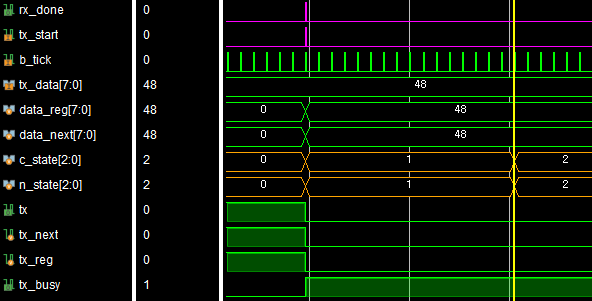 rx_done 0
tx_start 0
b_tick 0
tx_data[7:0] 48 48
data_reg[7:0] 48 0 48
data_next[7:0] 48 0 48
c_state[2:0] 2 0 1 2
n_state[2:0] 2 0 1 2
tx 0
tx_next 0
tx_reg 0
tx_busy 1